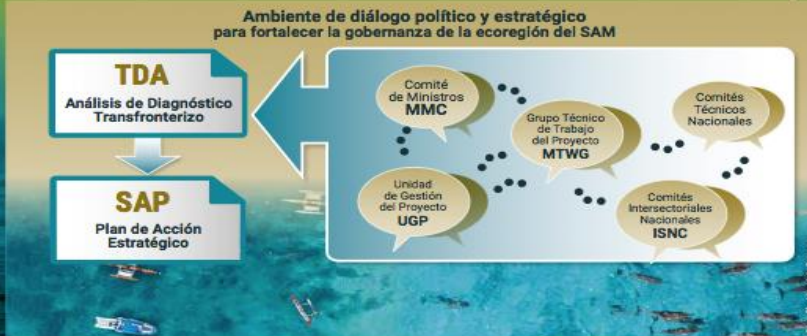 Ambiente de diálogo político y estratégico
para fortalecer la gobernanza de la ecoregión del SAM
TDA
Análisis de Diagnóstico
Transfronterizo
SAP
Plan de Acción
Estratégico
Comité
de Ministros
MMC
Grupo Técnico
de Trabajo
del Proyecto
MTWG
Comités
Técnicos
Nacionales
Unidad
de Gestión
del Proyecto
UGP
Comités
Intersectoriales
Nacionales
ISNC